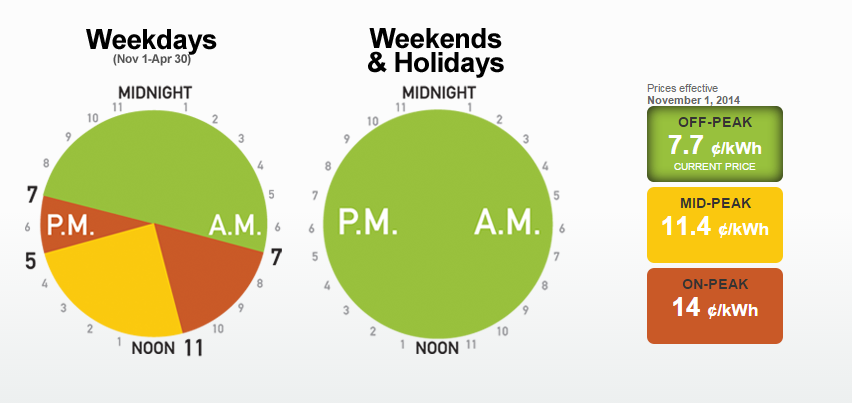 Weekdays
(Nov 1-Apr 30)
MIDNIGHT
11
1
10
2
9
3
8
4
7
5
P.M.
A.M.
6
6
5
7
4
8
3
9
2
10
1
NOON
11
Weekends
& Holidays
MIDNIGHT
11
1
10
2
9
3
8
4
7
5
P.M.
A.M.
6
6
5
7
4
8
3
9
2
10
1
NOON
11
Prices effective
November 1, 2014
OFF-PEAK
7.7 ¢/kWh
CURRENT PRICE
MID-PEAK
11.4 ¢/kWh
ON-PEAK
14 ¢/kWh